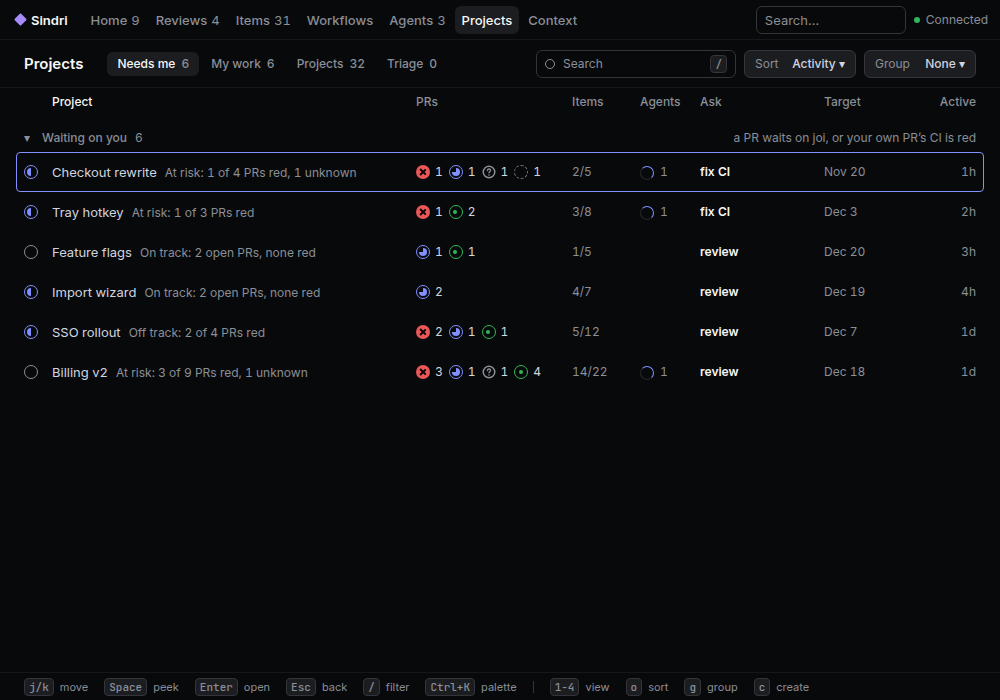 Sindri Home 9 Reviews 4 Items 31 Workflows Agents 3 Projects Context Search... Connected
Projects Needs me 6 My work 6 Projects 32 Triage 0 Search / Sort Activity ▾ Group None ▾
Project PRs Items Agents Ask Target Active
▾ Waiting on you 6 a PR waits on joi, or your own PR's CI is red
Checkout rewrite At risk: 1 of 4 PRs red, 1 unknown 1 1 ? 1 1 2/5 1 fix CI Nov 20 1h
Tray hotkey At risk: 1 of 3 PRs red 1 2 3/8 1 fix CI Dec 3 2h
Feature flags On track: 2 open PRs, none red 1 1 1/5 review Dec 20 3h
Import wizard On track: 2 open PRs, none red 2 4/7 review Dec 19 4h
SSO rollout Off track: 2 of 4 PRs red 2 1 1 5/12 review Dec 7 1d
Billing v2 At risk: 3 of 9 PRs red, 1 unknown 3 1 ? 1 4 14/22 1 review Dec 18 1d
j/k move Space peek Enter open Esc back / filter Ctrl+K palette 1-4 view o sort g group c create